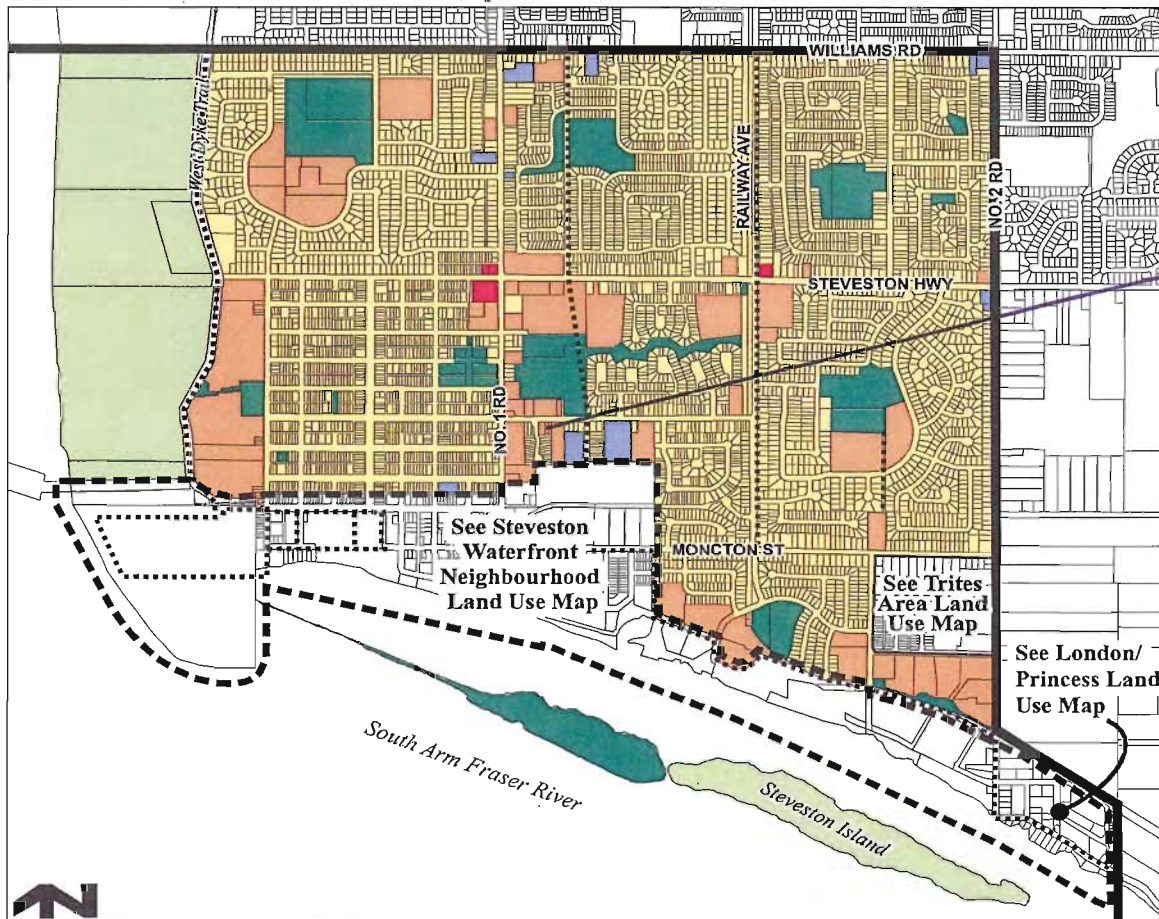 WILLIAMS RD
West Dyke Trail
RAILWAY AVE
NO. 2 RD
STEVESTON HWY
NO. 1 RD
See Steveston
Waterfront
Neighbourhood
Land Use Map
MONCTON ST
See Trites
Area Land
Use Map
See London/
Princess Land
Use Map
South Arm Fraser River
Steveston Island